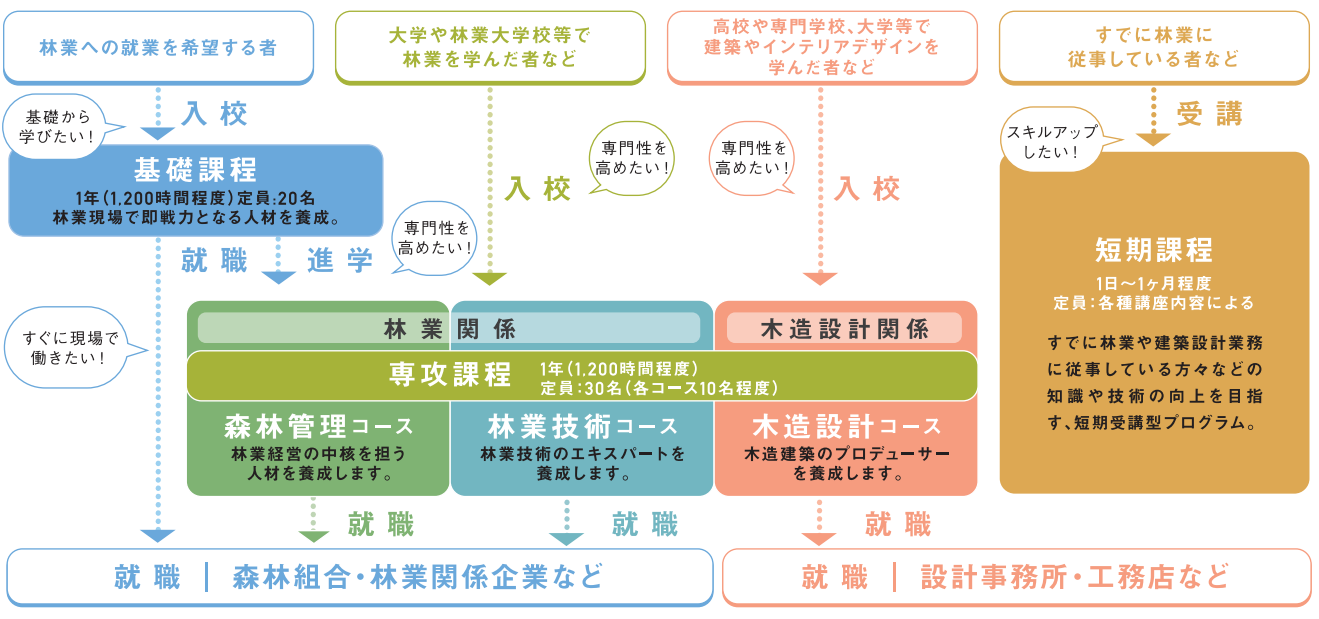 林業への就業を希望する者
大学や林業大学校等で
林業を学んだ者など
高校や専門学校、大学等で
建築やインテリアデザインを
学んだ者など
すでに林業に
従事している者など
基礎から
学びたい！
入校
基礎課程
1年（1,200時間程度）定員：20名
林業現場で即戦力となる人材を養成。
就職
進学
専門性を
高めたい！
すぐに現場で
働きたい！
入校
専門性を
高めたい！
専門性を
高めたい！
入校
受講
スキルアップ
したい！
短期課程
1日〜1ヶ月程度
定員：各種講座内容による
すでに林業や建築設計業務
に従事している方々などの
知識や技術の向上を目指
す、短期受講型プログラム。
林業関係
木造設計関係
専攻課程
1年（1,200時間程度）
定員：30名（各コース10名程度）
森林管理コース
林業経営の中核を担う
人材を養成します。
林業技術コース
林業技術のエキスパートを
養成します。
木造設計コース
木造建築のプロデューサー
を養成します。
就職
就職
就職
就職｜森林組合・林業関係企業など
就職｜設計事務所・工務店など